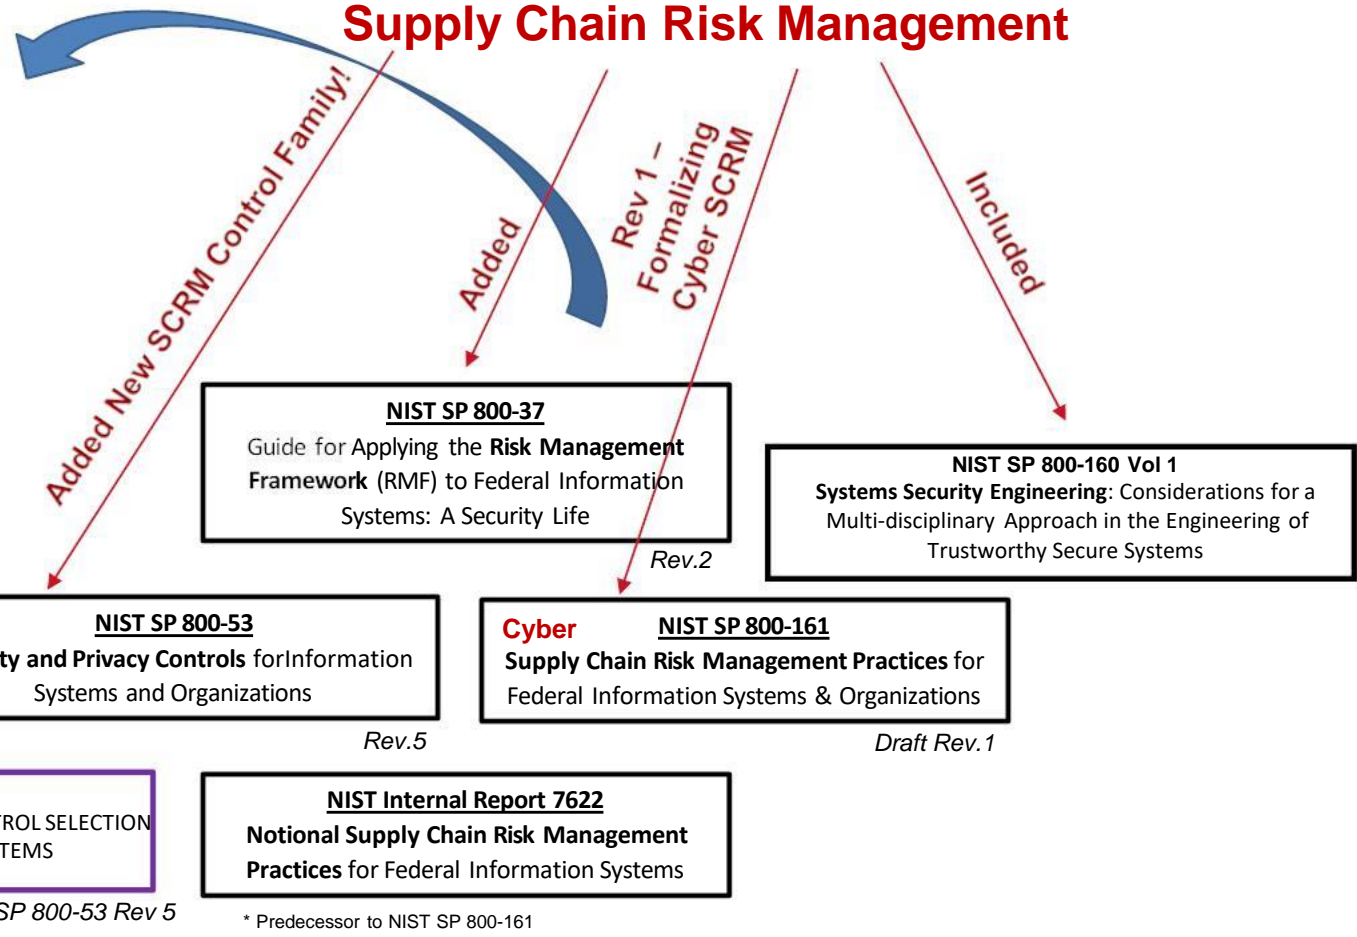 Supply Chain Risk Management
Added New SCRM Control Family!
Added
Rev 1 –
Formalizing
Cyber SCRM
Included
NIST SP 800-37
Guide for Applying the Risk Management
Framework (RMF) to Federal Information
Systems: A Security Life
Rev.2
NIST SP 800-160 Vol 1
Systems Security Engineering: Considerations for a
Multi-disciplinary Approach in the Engineering of
Trustworthy Secure Systems
NIST SP 800-53
ty and Privacy Controls forInformation
Systems and Organizations
Rev.5
Cyber NIST SP 800-161
Supply Chain Risk Management Practices for
Federal Information Systems & Organizations
Draft Rev.1
TROL SELECTION
TEMS
SP 800-53 Rev 5
NIST Internal Report 7622
Notional Supply Chain Risk Management
Practices for Federal Information Systems
* Predecessor to NIST SP 800-161